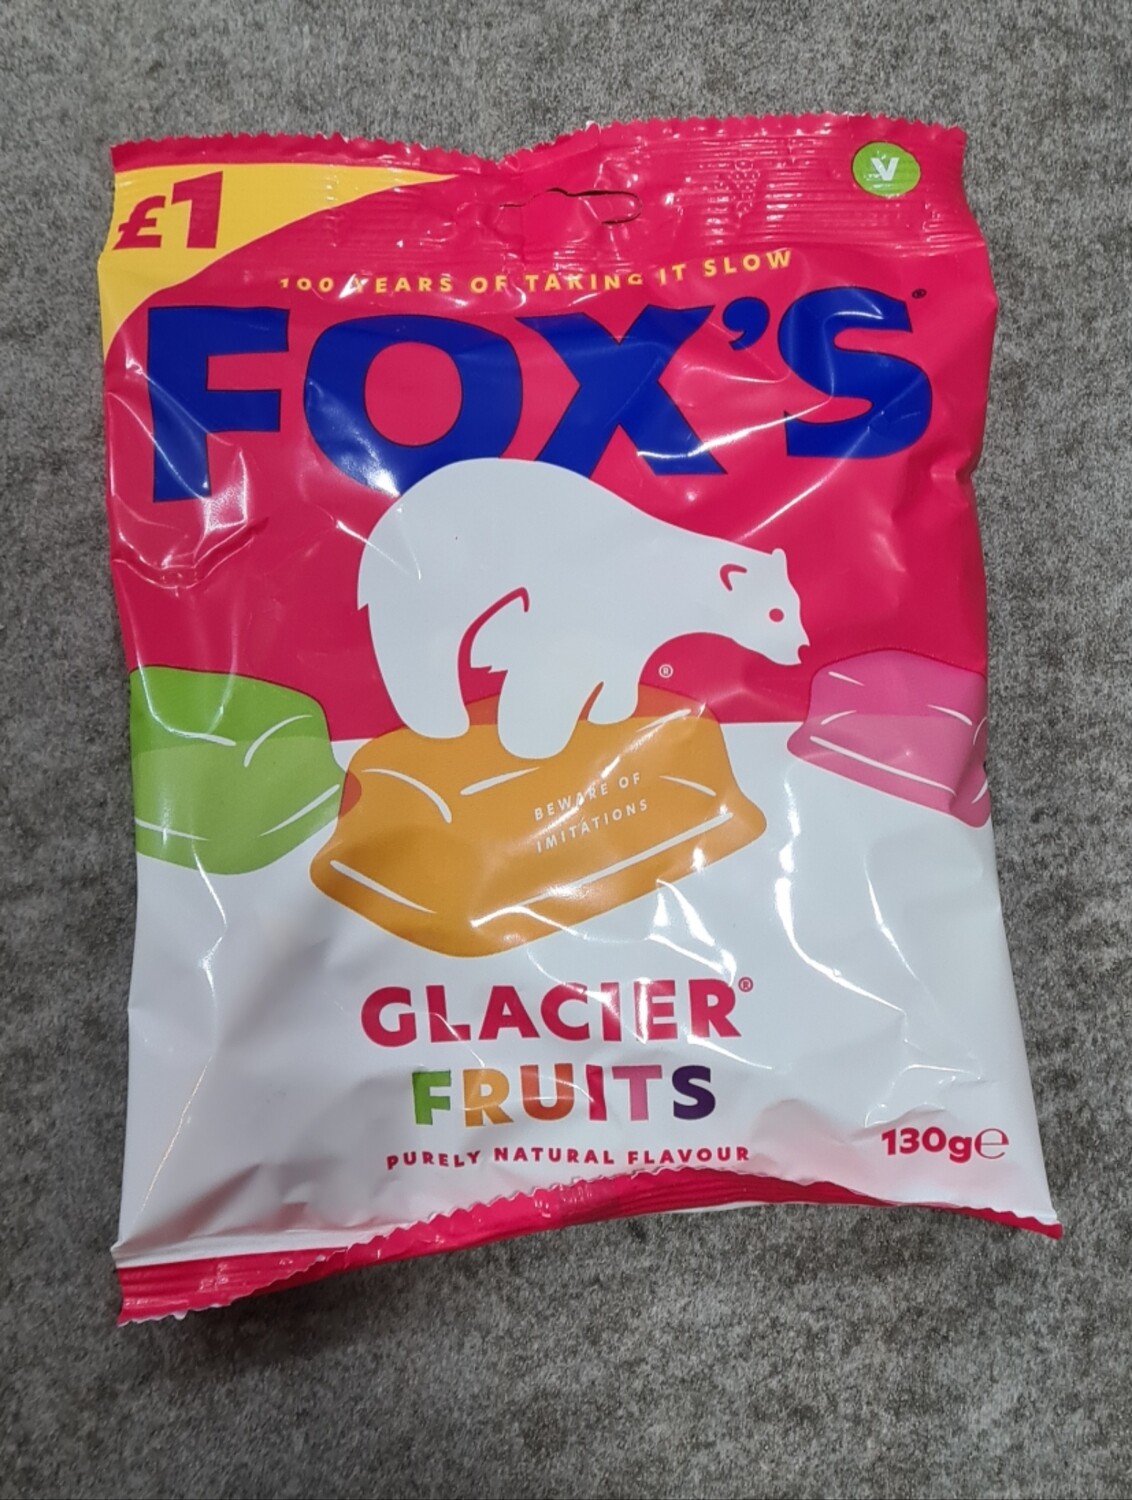 £1
V
100 YEARS OF TAKING IT SLOW
FOX'S®
®
BEWARE OF
IMITATIONS
GLACIER®
FRUITS
PURELY NATURAL FLAVOUR
130g℮